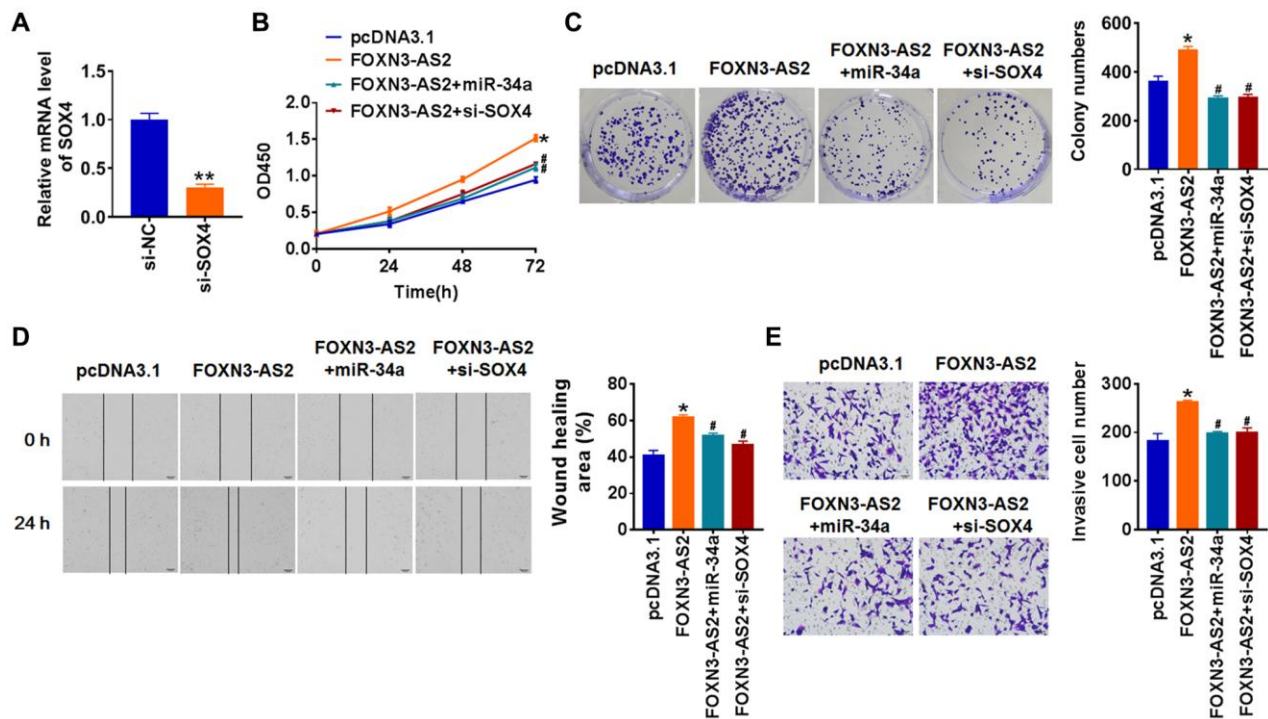 A
Relative mRNA level
of SOX4
1.5
1.0
0.5
0.0
**
si-NC
si-SOX4
B
pcDNA3.1
FOXN3-AS2
FOXN3-AS2+miR-34a
FOXN3-AS2+si-SOX4
OD450
2.0
1.5
1.0
0.5
0.0
*
#
#
0 24 48 72
Time(h)
C
pcDNA3.1
FOXN3-AS2
FOXN3-AS2
+miR-34a
FOXN3-AS2
+si-SOX4
Colony numbers
600
400
200
0
*
#
#
pcDNA3.1
FOXN3-AS2
FOXN3-AS2+miR-34a
FOXN3-AS2+si-SOX4
D
pcDNA3.1
FOXN3-AS2
FOXN3-AS2
+miR-34a
FOXN3-AS2
+si-SOX4
0 h
24 h
Wound healing
area (%)
80
60
40
20
0
*
#
#
pcDNA3.1
FOXN3-AS2
FOXN3-AS2+miR-34a
FOXN3-AS2+si-SOX4
E
pcDNA3.1
FOXN3-AS2
FOXN3-AS2
+miR-34a
FOXN3-AS2
+si-SOX4
Invasive cell number
300
200
100
0
*
#
#
pcDNA3.1
FOXN3-AS2
FOXN3-AS2+miR-34a
FOXN3-AS2+si-SOX4